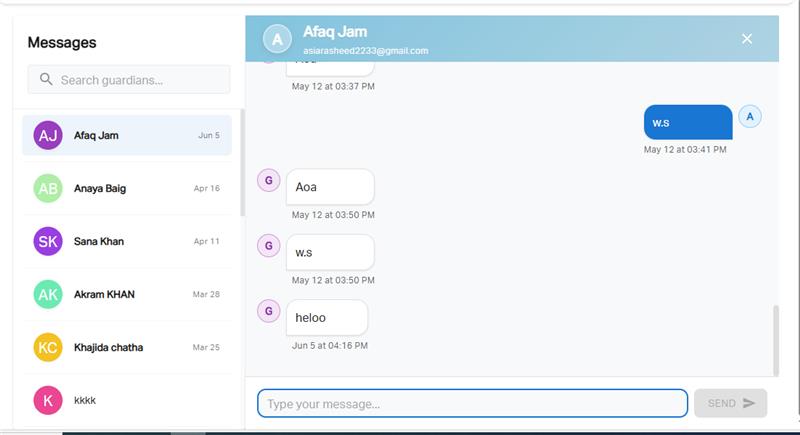 Messages
Search guardians...
AJ Afaq Jam Jun 5
AB Anaya Baig Apr 16
SK Sana Khan Apr 11
AK Akram KHAN Mar 28
KC Khajida chatha Mar 25
K kkkk
A Afaq Jam
asiarasheed2233@gmail.com
May 12 at 03:37 PM
w.s A
May 12 at 03:41 PM
G Aoa
May 12 at 03:50 PM
G w.s
May 12 at 03:50 PM
G heloo
Jun 5 at 04:16 PM
Type your message... SEND